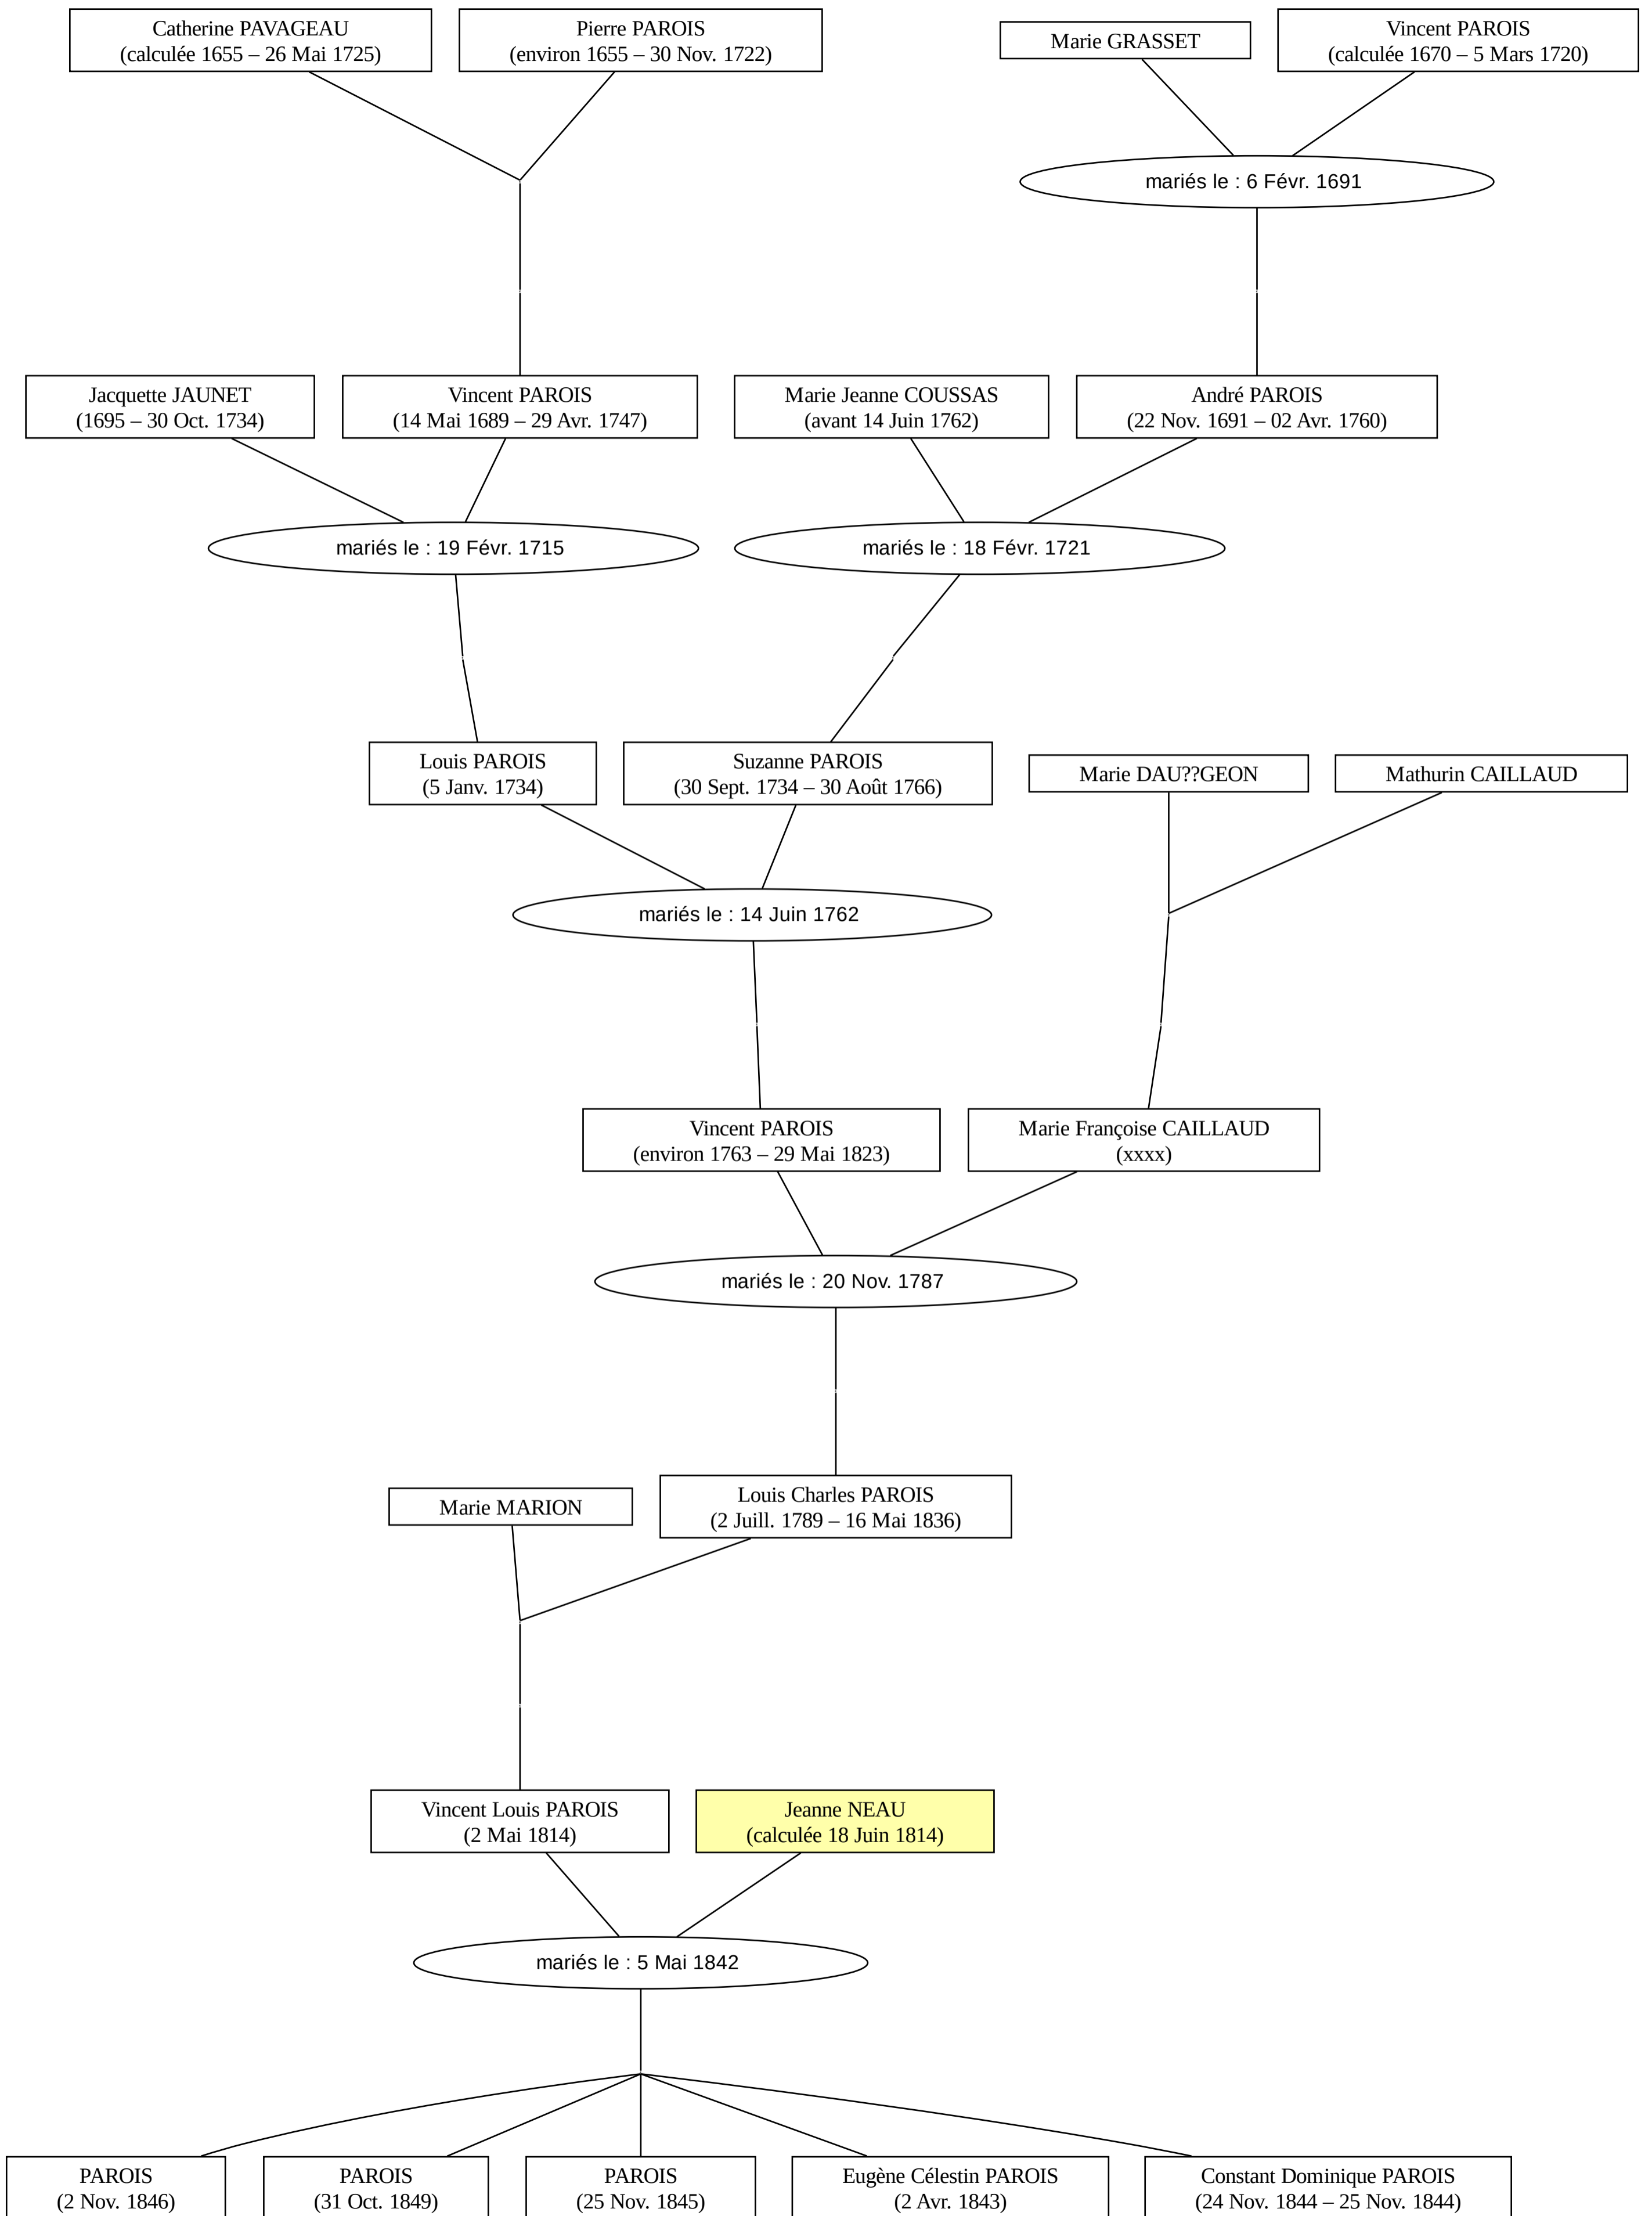 Catherine PAVAGEAU
(calculée 1655 – 26 Mai 1725)
Pierre PAROIS
(environ 1655 – 30 Nov. 1722)
Marie GRASSET
Vincent PAROIS
(calculée 1670 – 5 Mars 1720)
mariés le : 6 Févr. 1691
Jacquette JAUNET
(1695 – 30 Oct. 1734)
Vincent PAROIS
(14 Mai 1689 – 29 Avr. 1747)
Marie Jeanne COUSSAS
(avant 14 Juin 1762)
André PAROIS
(22 Nov. 1691 – 02 Avr. 1760)
mariés le : 19 Févr. 1715
mariés le : 18 Févr. 1721
Louis PAROIS
(5 Janv. 1734)
Suzanne PAROIS
(30 Sept. 1734 – 30 Août 1766)
Marie DAU??GEON
Mathurin CAILLAUD
mariés le : 14 Juin 1762
Vincent PAROIS
(environ 1763 – 29 Mai 1823)
Marie Françoise CAILLAUD
(xxxx)
mariés le : 20 Nov. 1787
Marie MARION
Louis Charles PAROIS
(2 Juill. 1789 – 16 Mai 1836)
Vincent Louis PAROIS
(2 Mai 1814)
Jeanne NEAU
(calculée 18 Juin 1814)
mariés le : 5 Mai 1842
PAROIS
(2 Nov. 1846)
PAROIS
(31 Oct. 1849)
PAROIS
(25 Nov. 1845)
Eugène Célestin PAROIS
(2 Avr. 1843)
Constant Dominique PAROIS
(24 Nov. 1844 – 25 Nov. 1844)